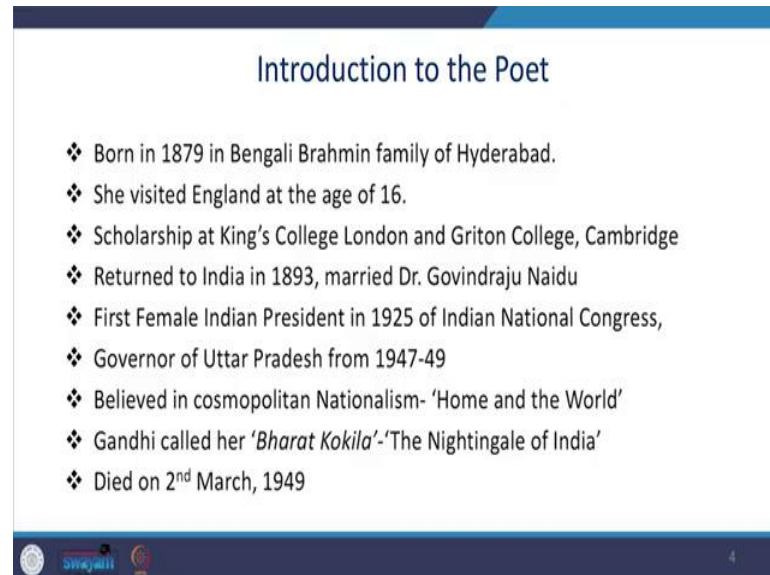 Introduction to the Poet
❖ Born in 1879 in Bengali Brahmin family of Hyderabad.
❖ She visited England at the age of 16.
❖ Scholarship at King's College London and Griton College, Cambridge
❖ Returned to India in 1893, married Dr. Govindraju Naidu
❖ First Female Indian President in 1925 of Indian National Congress,
❖ Governor of Uttar Pradesh from 1947-49
❖ Believed in cosmopolitan Nationalism- ‘Home and the World’
❖ Gandhi called her ‘Bharat Kokila’-‘The Nightingale of India’
❖ Died on 2nd March, 1949
swayam
4